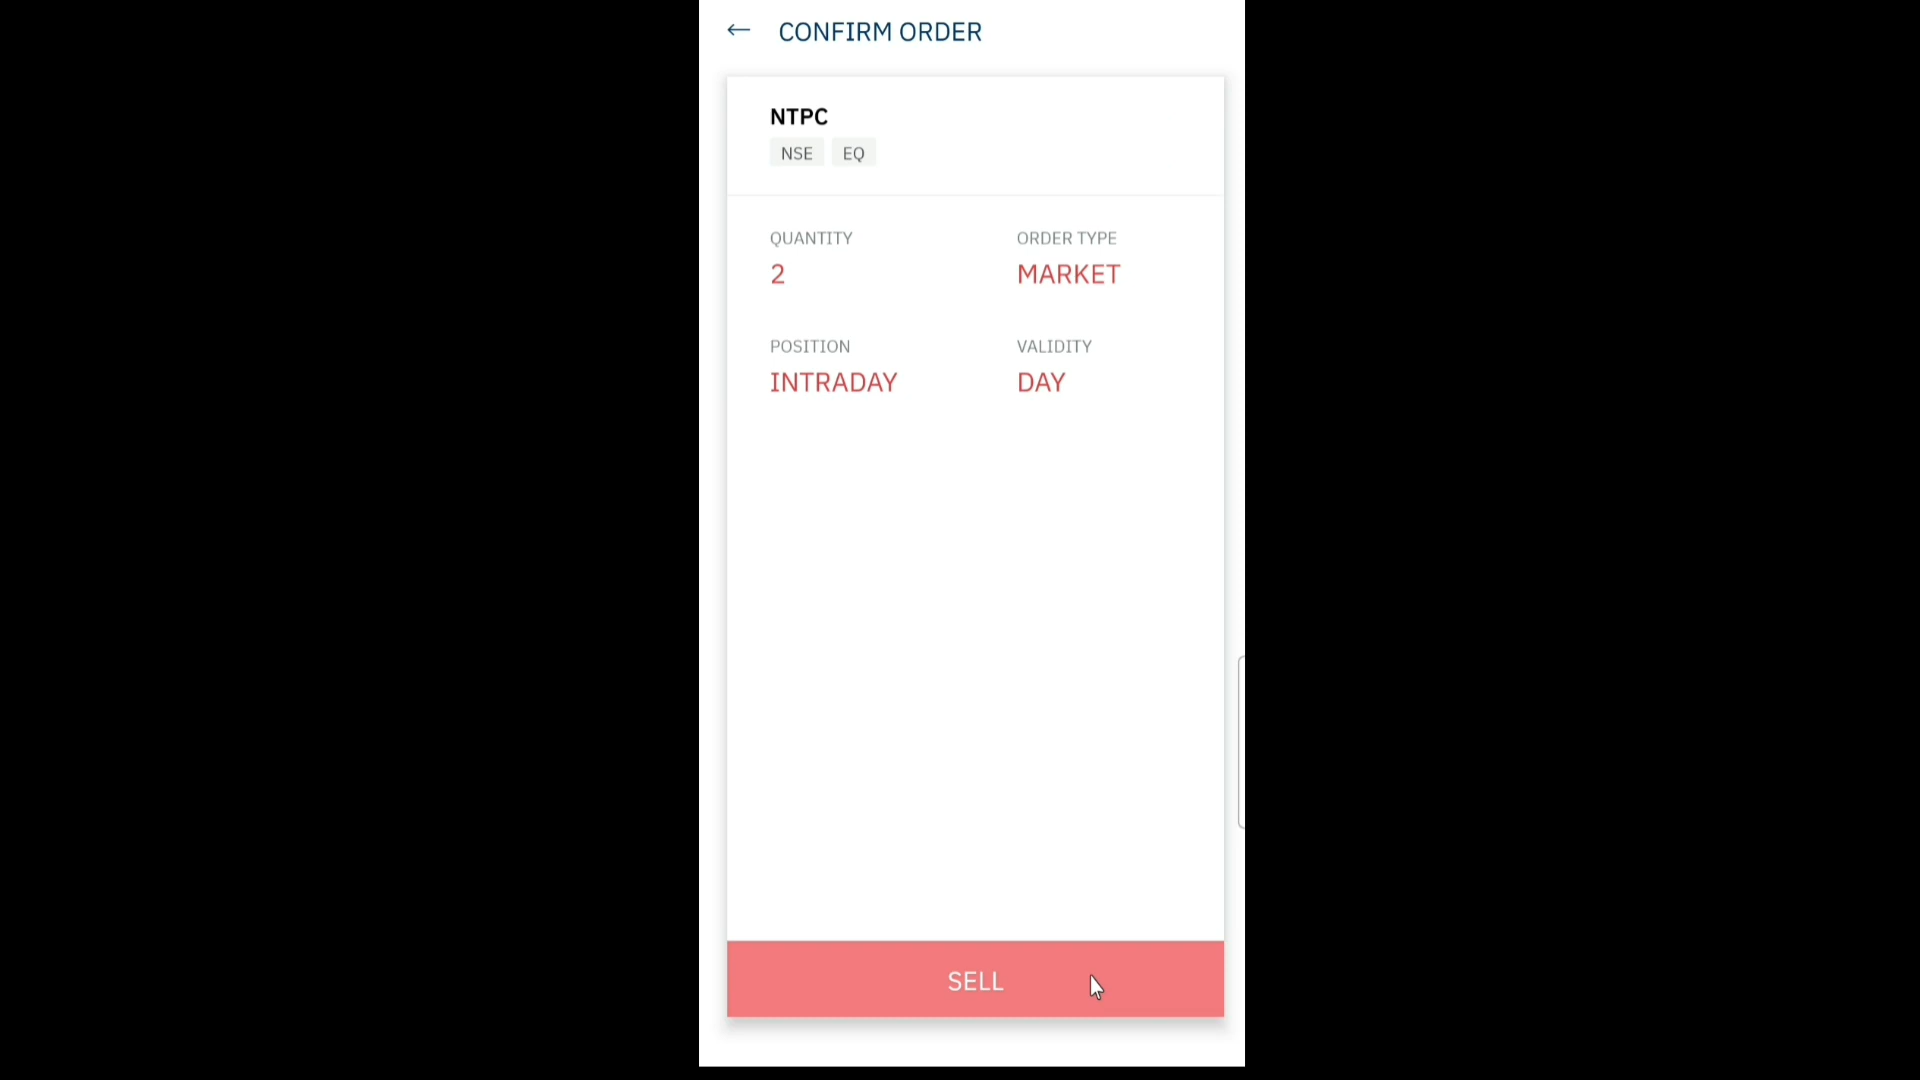 ← CONFIRM ORDER
NTPC
NSE EQ
QUANTITY ORDER TYPE
2 MARKET
POSITION VALIDITY
INTRADAY DAY
SELL